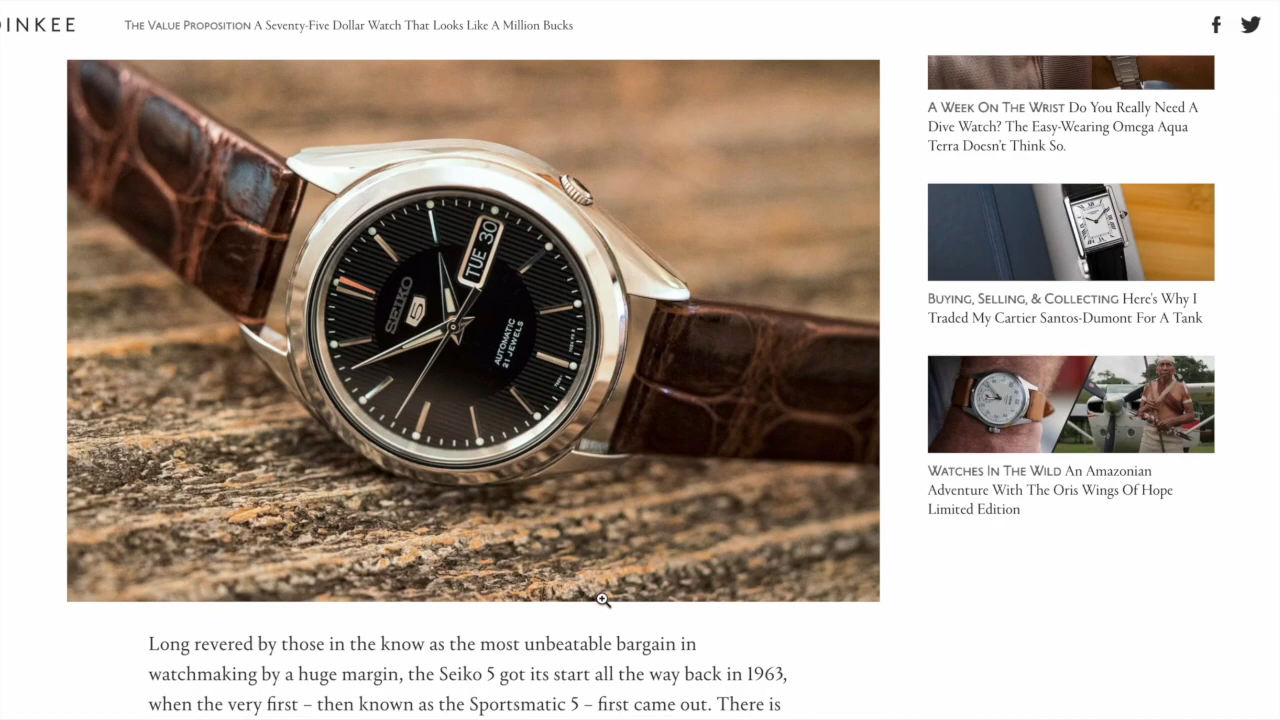 INKEE
THE VALUE PROPOSITION A Seventy-Five Dollar Watch That Looks Like A Million Bucks
SEIKO
5
TUE 30
AUTOMATIC
21 JEWELS
Long revered by those in the know as the most unbeatable bargain in
watchmaking by a huge margin, the Seiko 5 got its start all the way back in 1963,
when the very first – then known as the Sportsmatic 5 – first came out. There is
A WEEK ON THE WRIST Do You Really Need A
Dive Watch? The Easy-Wearing Omega Aqua
Terra Doesn't Think So.
BUYING, SELLING, & COLLECTING Here's Why I
Traded My Cartier Santos-Dumont For A Tank
WATCHES IN THE WILD An Amazonian
Adventure With The Oris Wings Of Hope
Limited Edition